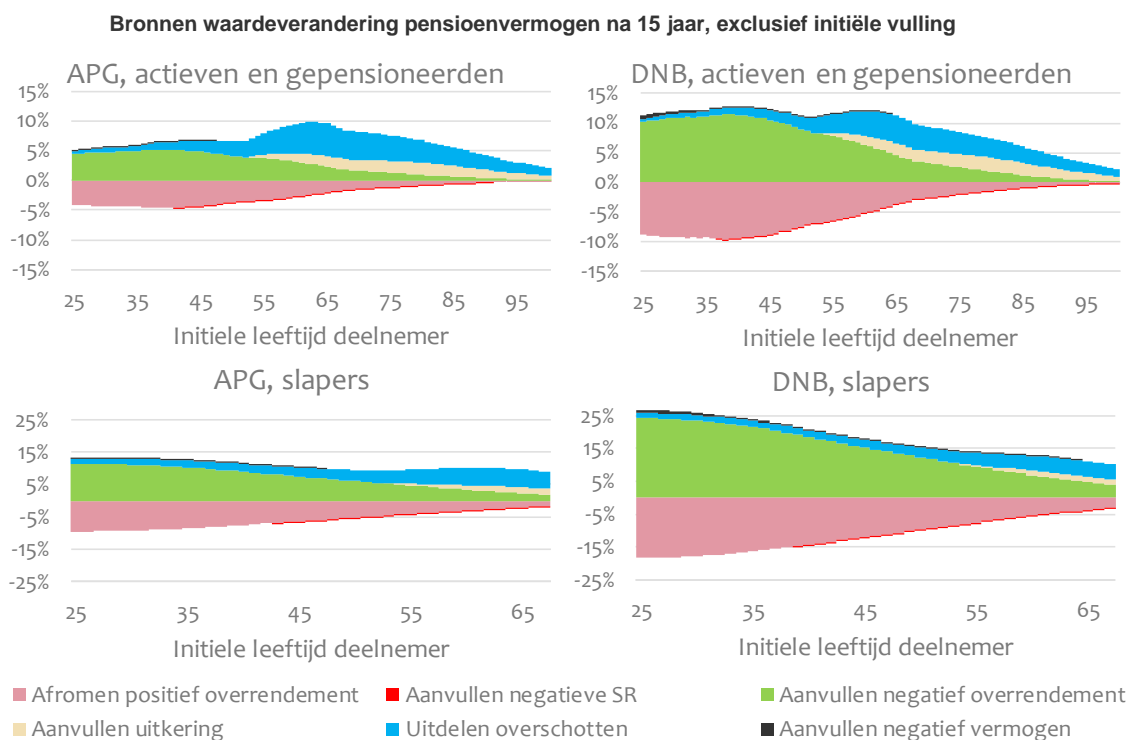 Bronnen waardeverandering pensioenvermogen na 15 jaar, exclusief initiële vulling
APG, actieven en gepensioneerden
15%
10%
5%
0%
-5%
-10%
-15%
25 35 45 55 65 75 85 95
Initiele leeftijd deelnemer
DNB, actieven en gepensioneerden
15%
10%
5%
0%
-5%
-10%
-15%
25 35 45 55 65 75 85 95
Initiele leeftijd deelnemer
APG, slapers
25%
15%
5%
-5%
-15%
-25%
25 35 45 55 65
Initiele leeftijd deelnemer
DNB, slapers
25%
15%
5%
-5%
-15%
-25%
25 35 45 55 65
Initiele leeftijd deelnemer
Afromen positief overrendement
Aanvullen negatieve SR
Aanvullen negatief overrendement
Aanvullen uitkering
Uitdelen overschotten
Aanvullen negatief vermogen